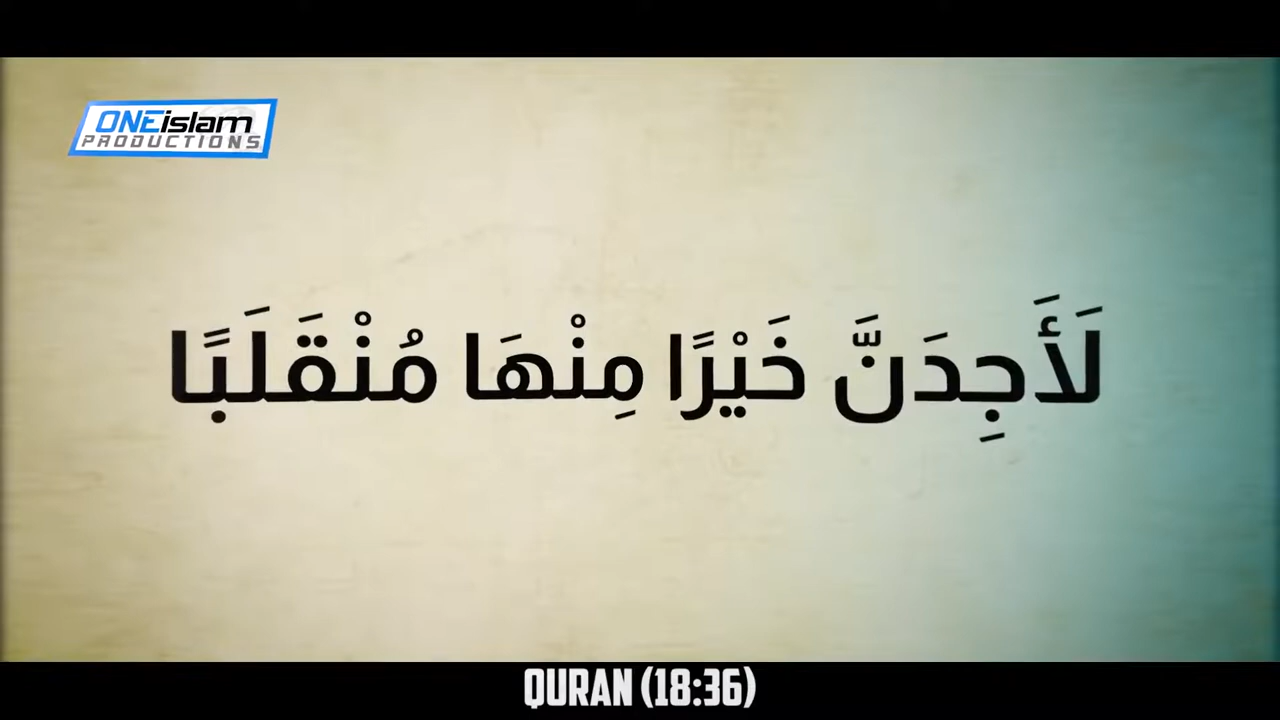 ONEislam
PRODUCTIONS
لَأَجِدَنَّ خَيْرًا مِنْهَا مُنْقَلَبًا
QURAN (18:36)